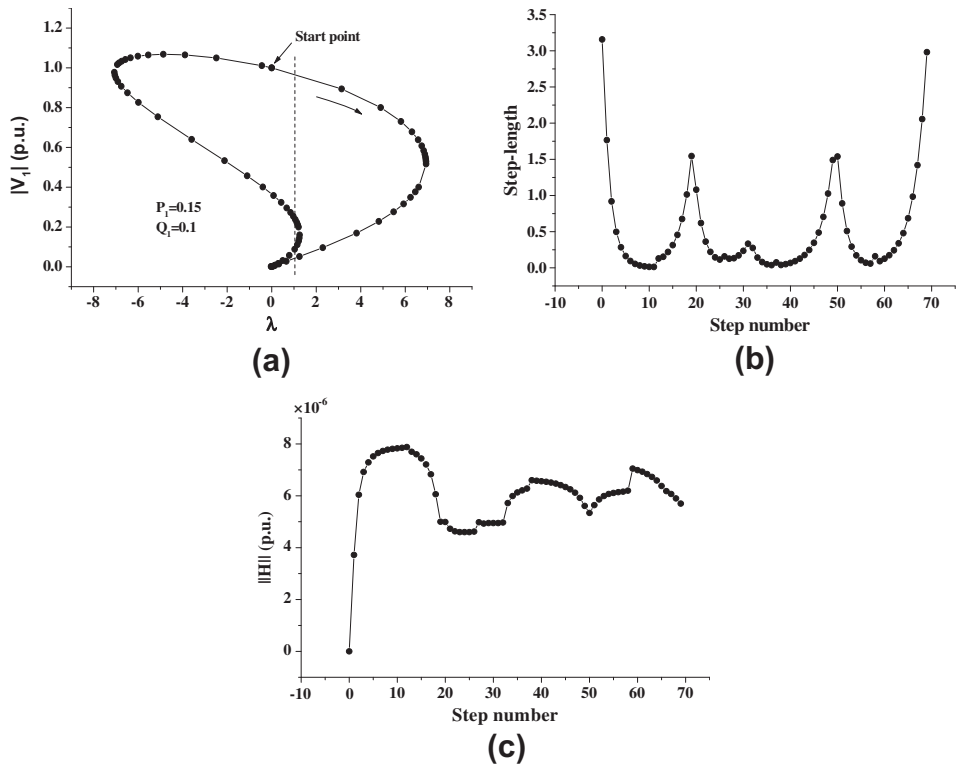 1.2
1.0
0.8
0.6
0.4
0.2
0.0
|V₁| (p.u.)
Start point
P₁=0.15
Q₁=0.1
-8 -6 -4 -2 0 2 4 6 8
λ
(a)
3.5
3.0
2.5
2.0
1.5
1.0
0.5
0.0
Step-length
-10 0 10 20 30 40 50 60 70
Step number
(b)
×10⁻⁶
8
6
4
2
0
||H|| (p.u.)
-10 0 10 20 30 40 50 60 70
Step number
(c)